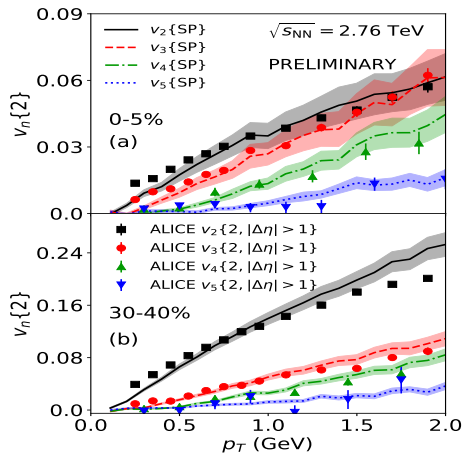 v₂{SP}
v₃{SP}
v₄{SP}
v₅{SP}
√sNN = 2.76 TeV
PRELIMINARY
0-5%
(a)
vₙ{2}
0.06
0.03
0.0
ALICE v₂{2, |Δη| > 1}
ALICE v₃{2, |Δη| > 1}
ALICE v₄{2, |Δη| > 1}
ALICE v₅{2, |Δη| > 1}
30-40%
(b)
vₙ{2}
0.24
0.16
0.08
0.0
0.0 0.5 1.0 1.5 2.0
p_T (GeV)